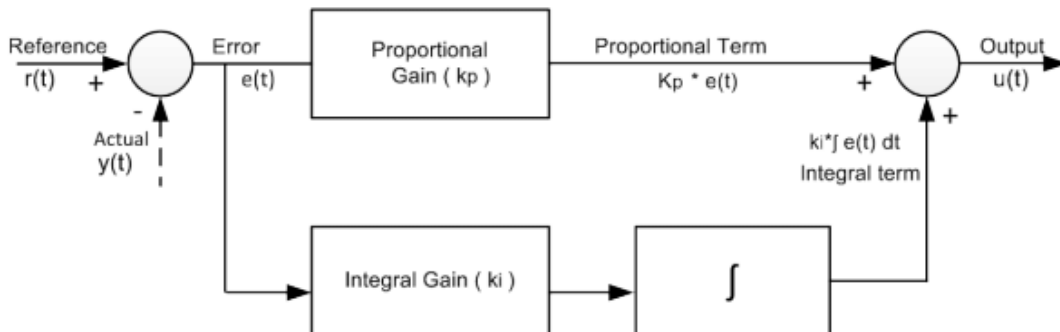 Reference
r(t)
+
-
Actual
y(t)
Error
e(t)
Proportional
Gain ( kp )
Proportional Term
Kp * e(t)
+
Output
u(t)
+
ki*∫ e(t) dt
Integral term
Integral Gain ( ki )
∫